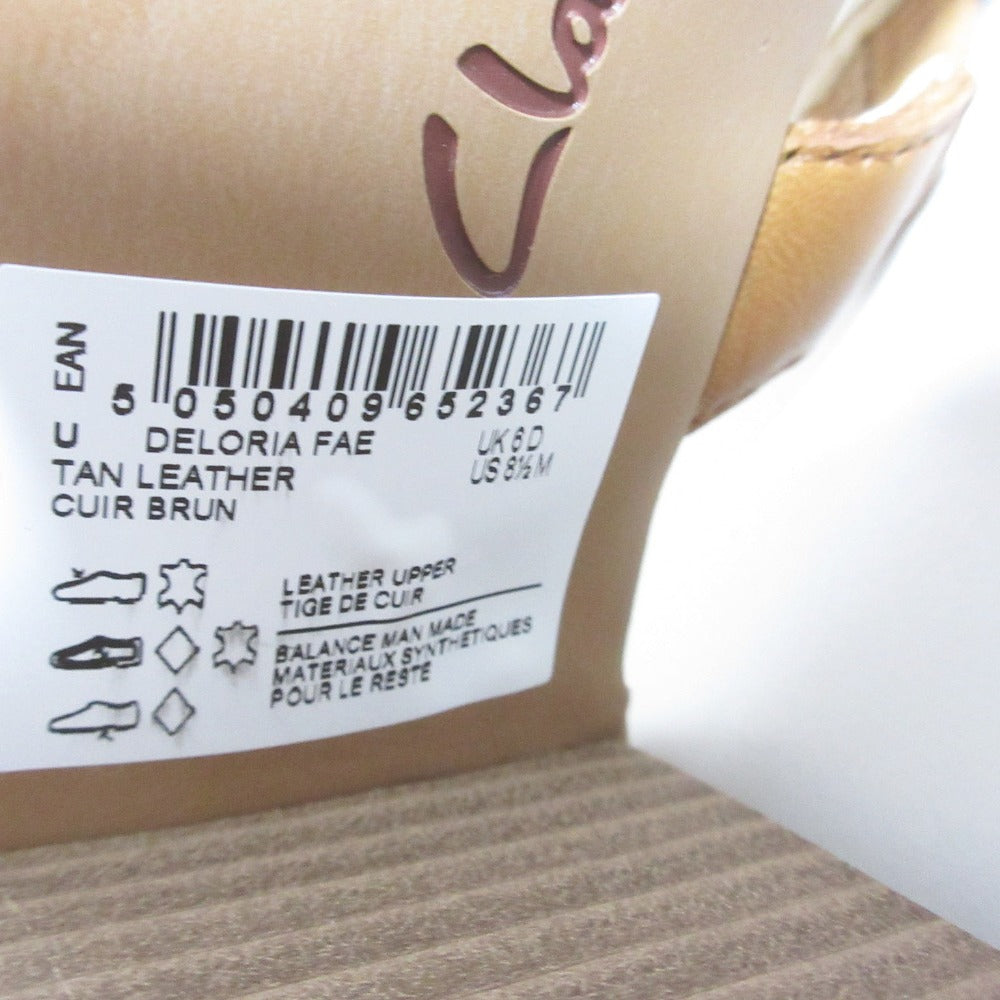 Cla
EAN
5 050409 652367
U DELORIA FAE UK 6 D
TAN LEATHER US 8½ M
CUIR BRUN
LEATHER UPPER
TIGE DE CUIR
BALANCE MAN MADE
MATERIAUX SYNTHETIQUES
POUR LE RESTE